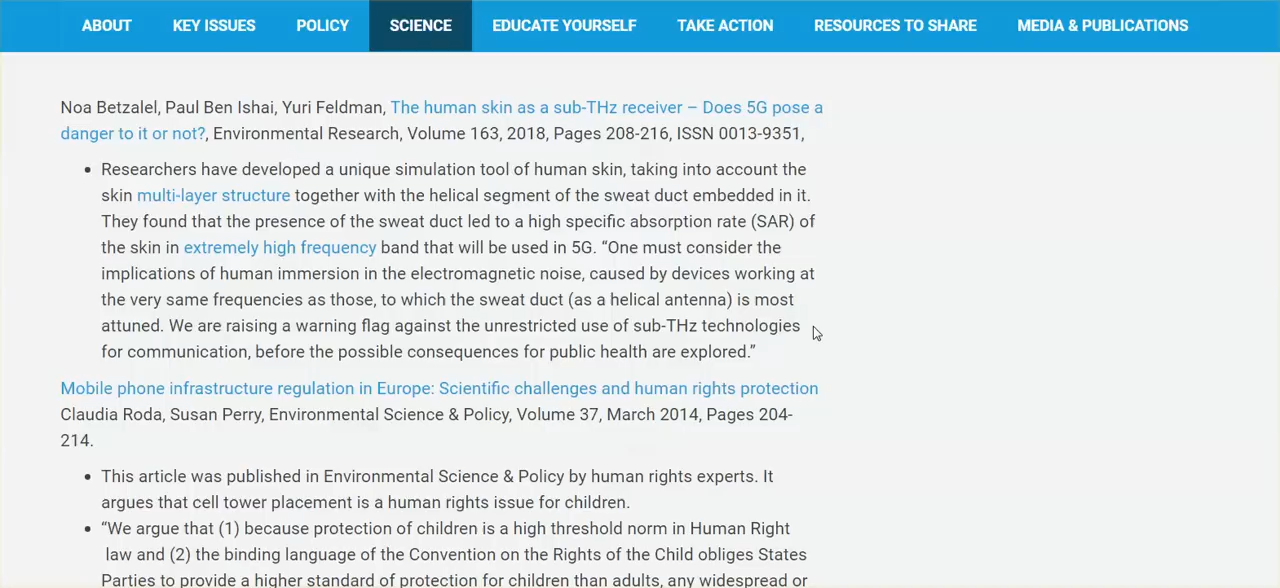 ABOUT KEY ISSUES POLICY SCIENCE EDUCATE YOURSELF TAKE ACTION RESOURCES TO SHARE MEDIA & PUBLICATIONS
Noa Betzalel, Paul Ben Ishai, Yuri Feldman, The human skin as a sub-THz receiver – Does 5G pose a
danger to it or not?, Environmental Research, Volume 163, 2018, Pages 208-216, ISSN 0013-9351,
• Researchers have developed a unique simulation tool of human skin, taking into account the
skin multi-layer structure together with the helical segment of the sweat duct embedded in it.
They found that the presence of the sweat duct led to a high specific absorption rate (SAR) of
the skin in extremely high frequency band that will be used in 5G. “One must consider the
implications of human immersion in the electromagnetic noise, caused by devices working at
the very same frequencies as those, to which the sweat duct (as a helical antenna) is most
attuned. We are raising a warning flag against the unrestricted use of sub-THz technologies
for communication, before the possible consequences for public health are explored.”
Mobile phone infrastructure regulation in Europe: Scientific challenges and human rights protection
Claudia Roda, Susan Perry, Environmental Science & Policy, Volume 37, March 2014, Pages 204-
214.
• This article was published in Environmental Science & Policy by human rights experts. It
argues that cell tower placement is a human rights issue for children.
• “We argue that (1) because protection of children is a high threshold norm in Human Right
law and (2) the binding language of the Convention on the Rights of the Child obliges States
Parties to provide a higher standard of protection for children than adults, any widespread or